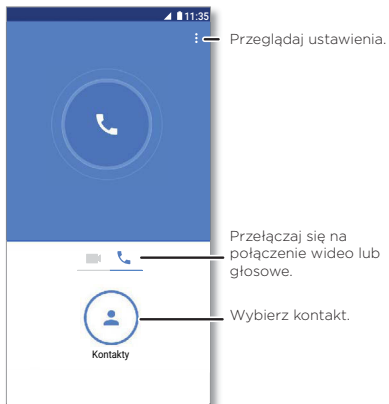 11:35
Przeglądaj ustawienia.
Przełączaj się na
połączenie wideo lub
głosowe.
Wybierz kontakt.
Kontakty